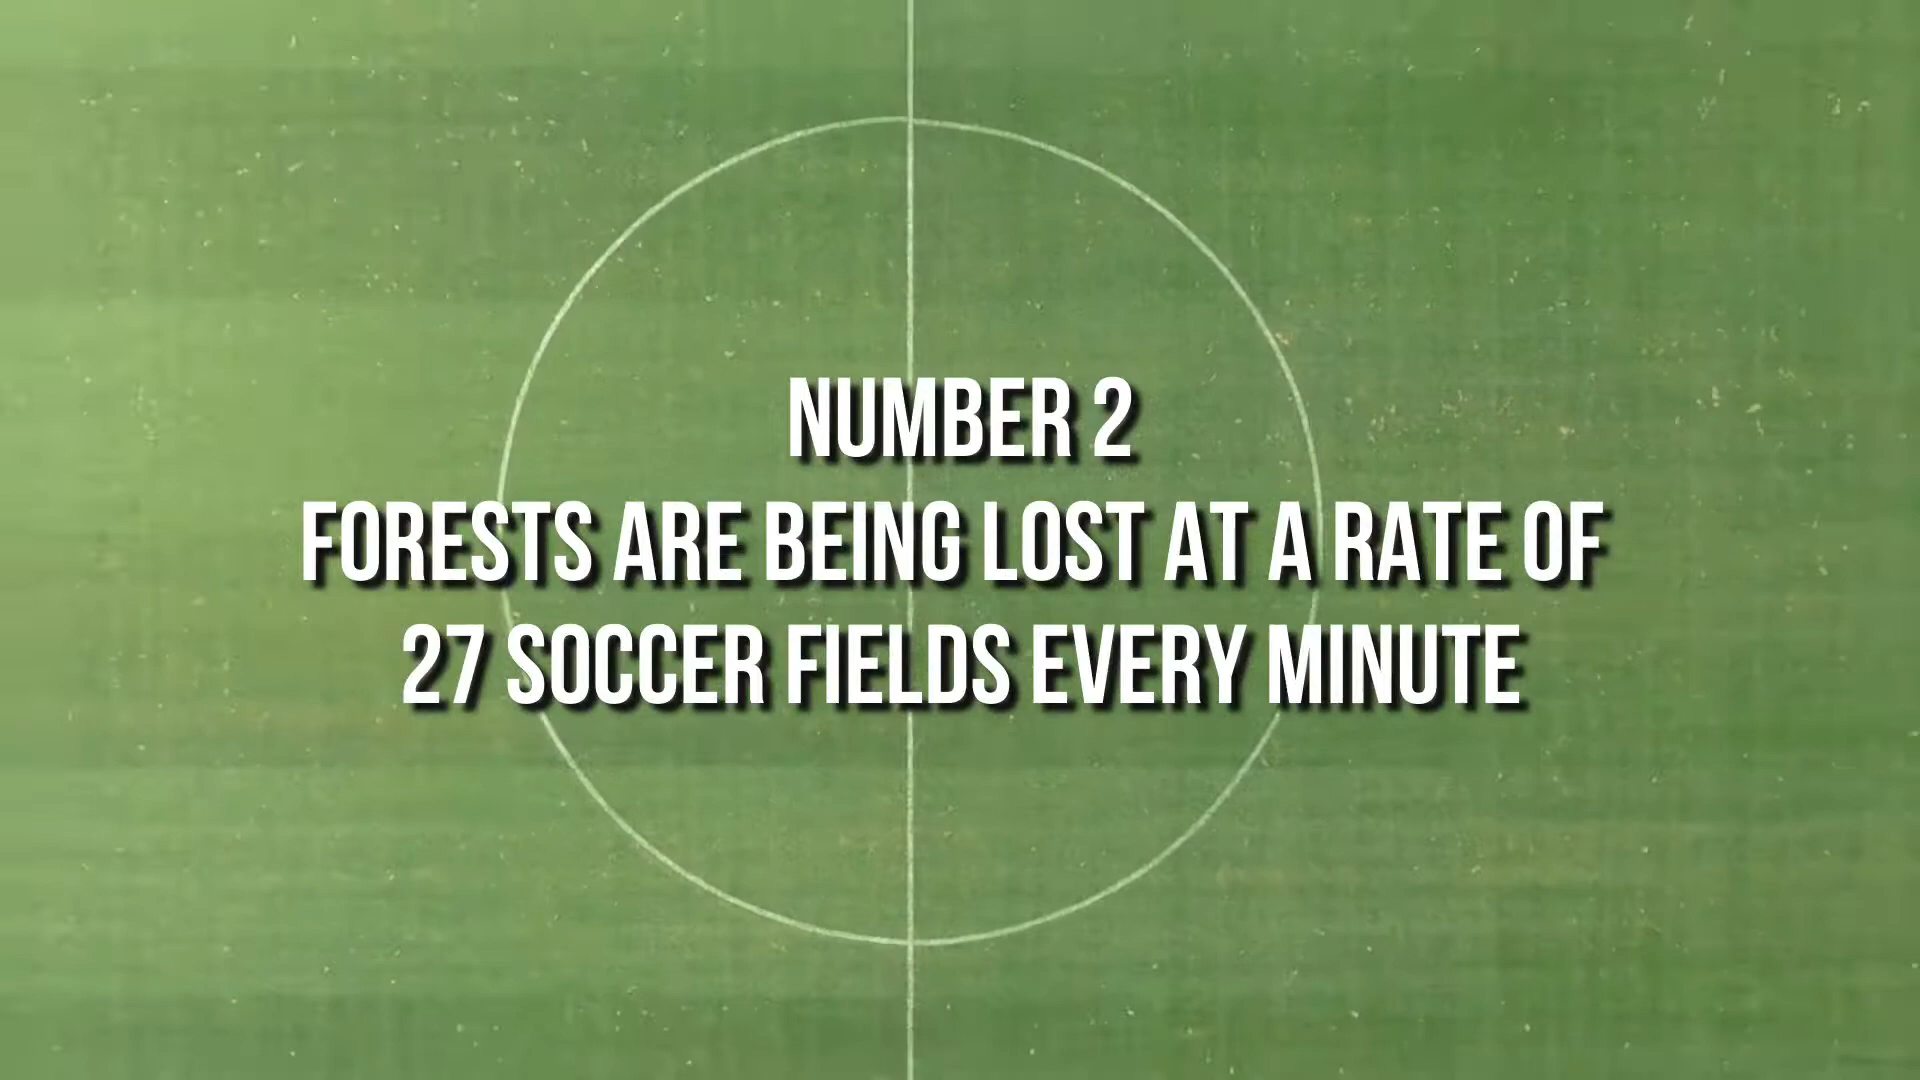 NUMBER 2
FORESTS ARE BEING LOST AT A RATE OF
27 SOCCER FIELDS EVERY MINUTE